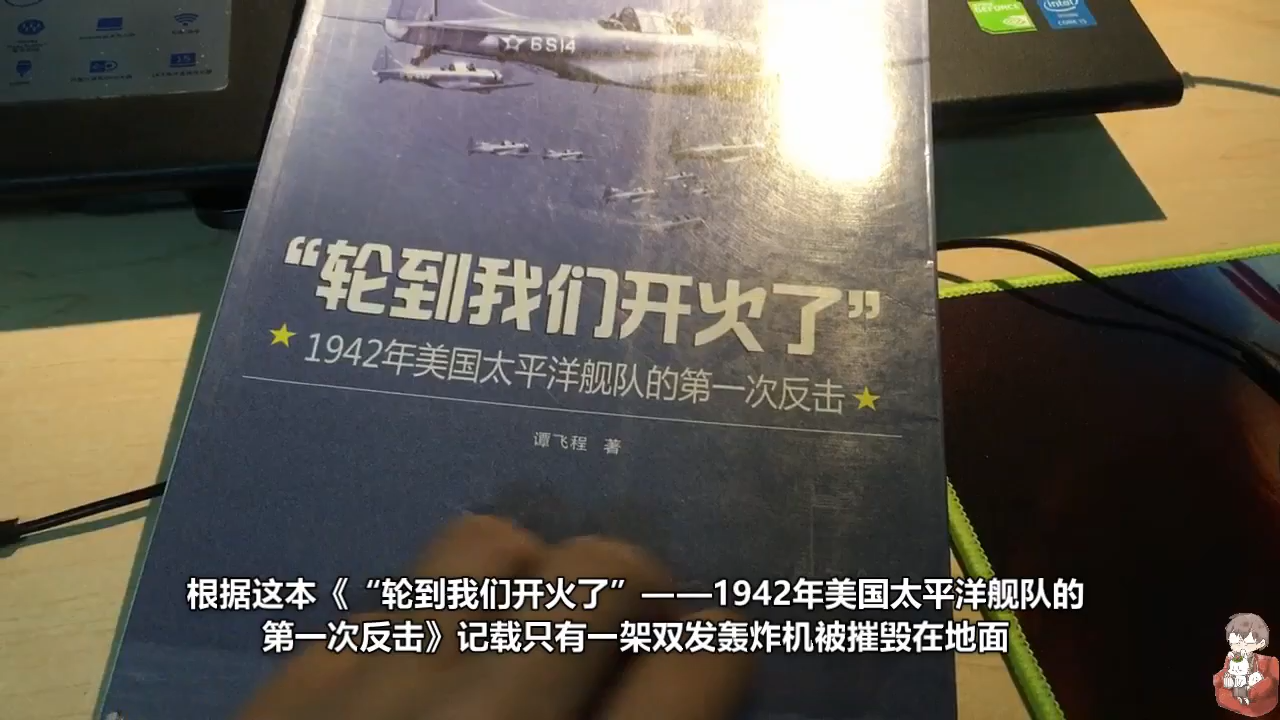 GEFORCE
intel
CORE i5
6S14
“轮到我们开火了”
1942年美国太平洋舰队的第一次反击
谭飞程 著
根据这本《“轮到我们开火了”——1942年美国太平洋舰队的
第一次反击》记载只有一架双发轰炸机被摧毁在地面